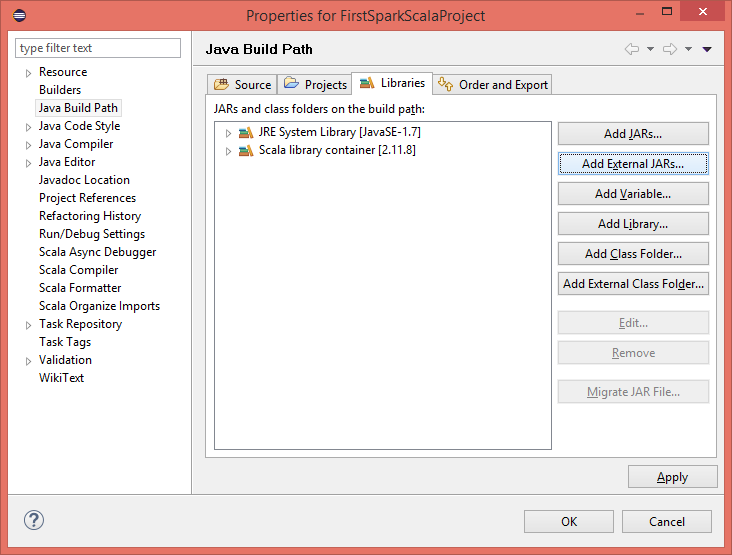 Properties for FirstSparkScalaProject
type filter text
Resource
Builders
Java Build Path
Java Code Style
Java Compiler
Java Editor
Javadoc Location
Project References
Refactoring History
Run/Debug Settings
Scala Async Debugger
Scala Compiler
Scala Formatter
Scala Organize Imports
Task Repository
Task Tags
Validation
WikiText
Java Build Path
Source Projects Libraries Order and Export
JARs and class folders on the build path:
JRE System Library [JavaSE-1.7]
Scala library container [2.11.8]
Add JARs...
Add External JARs...
Add Variable...
Add Library...
Add Class Folder...
Add External Class Folder...
Edit...
Remove
Migrate JAR File...
Apply
OK Cancel